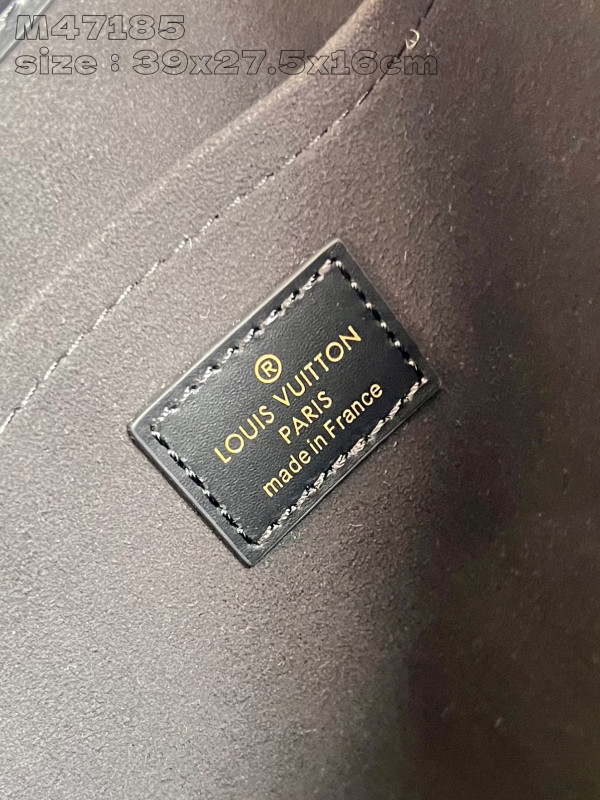 M47185
size : 39x27.5x16cm
®
LOUIS VUITTON
PARIS
made in France